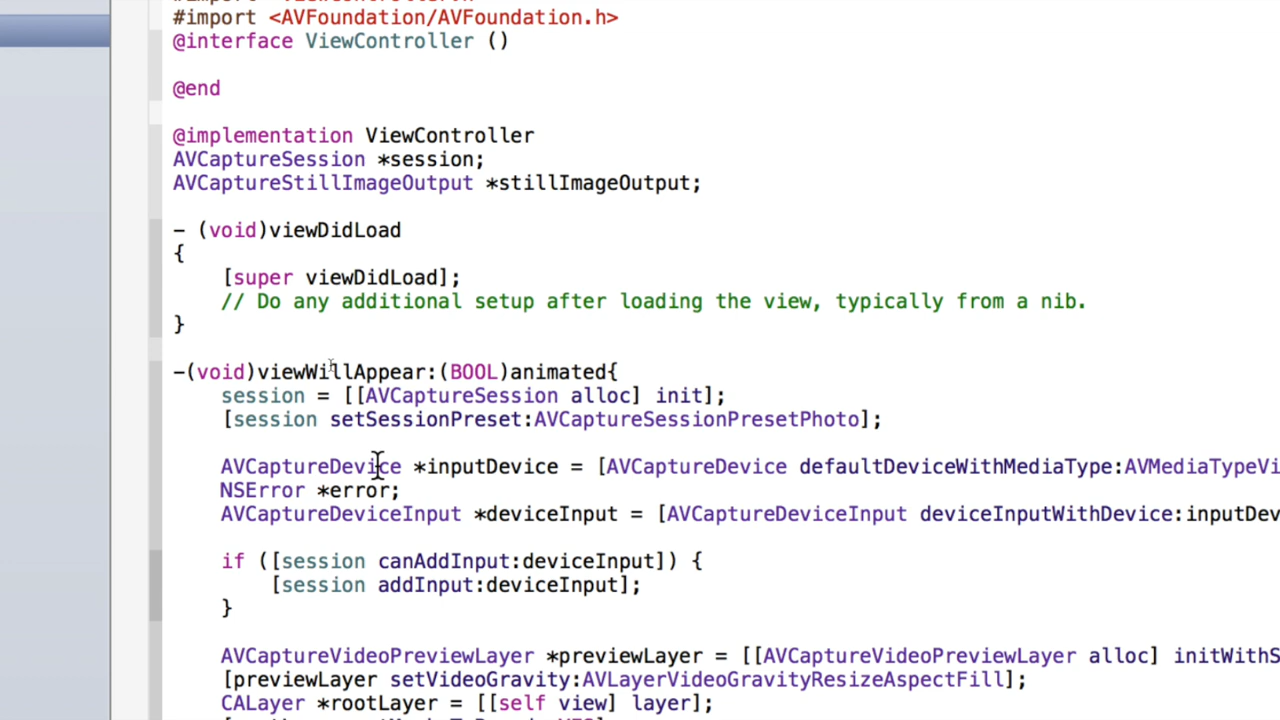 #import <AVFoundation/AVFoundation.h>
@interface ViewController ()
@end
@implementation ViewController
AVCaptureSession *session;
AVCaptureStillImageOutput *stillImageOutput;
- (void)viewDidLoad
{
[super viewDidLoad];
// Do any additional setup after loading the view, typically from a nib.
}
-(void)viewWillAppear:(BOOL)animated{
session = [[AVCaptureSession alloc] init];
[session setSessionPreset:AVCaptureSessionPresetPhoto];
AVCaptureDevice *inputDevice = [AVCaptureDevice defaultDeviceWithMediaType:AVMediaTypeVi
NSError *error;
AVCaptureDeviceInput *deviceInput = [AVCaptureDeviceInput deviceInputWithDevice:inputDev
if ([session canAddInput:deviceInput]) {
[session addInput:deviceInput];
}
AVCaptureVideoPreviewLayer *previewLayer = [[AVCaptureVideoPreviewLayer alloc] initWithS
[previewLayer setVideoGravity:AVLayerVideoGravityResizeAspectFill];
CALayer *rootLayer = [[self view] layer];